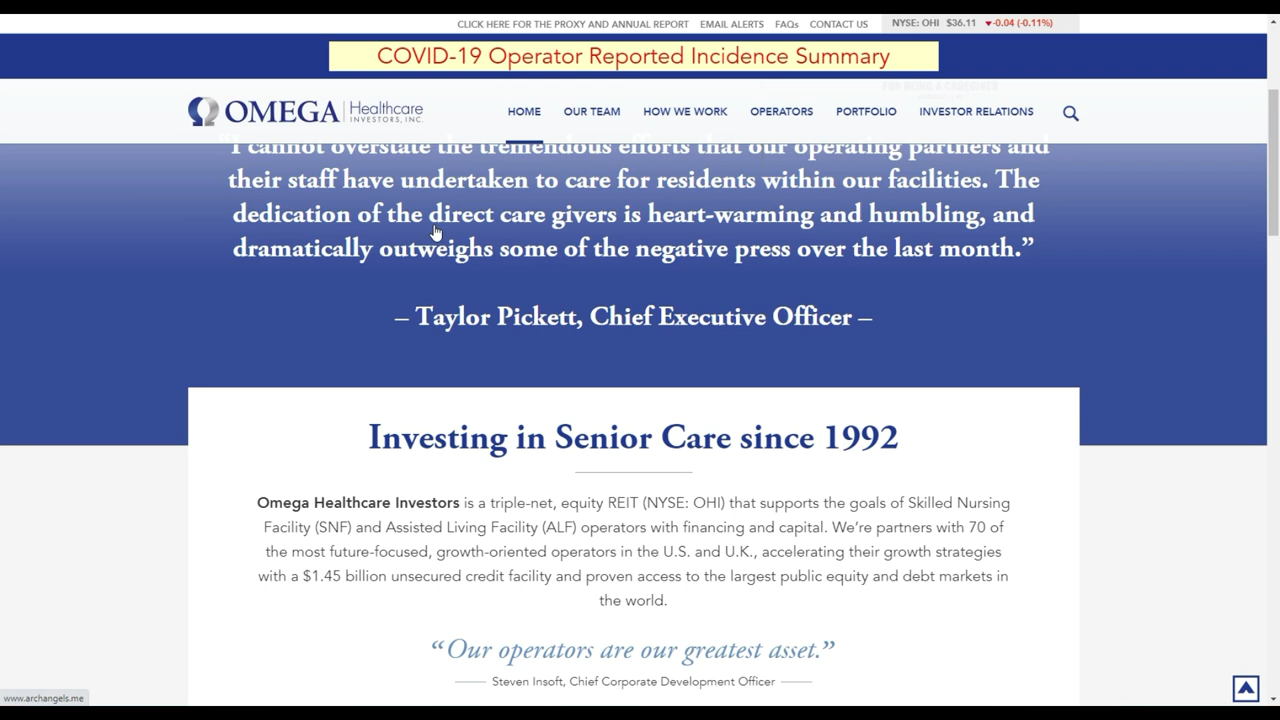 CLICK HERE FOR THE PROXY AND ANNUAL REPORT EMAIL ALERTS FAQs CONTACT US NYSE: OHI $36.11 ▼-0.04 (-0.11%)
COVID-19 Operator Reported Incidence Summary
FOR BEING A CAREGIVER
OMEGA Healthcare INVESTORS, INC.
HOME OUR TEAM HOW WE WORK OPERATORS PORTFOLIO INVESTOR RELATIONS
“I cannot overstate the tremendous efforts that our operating partners and
their staff have undertaken to care for residents within our facilities. The
dedication of the direct care givers is heart-warming and humbling, and
dramatically outweighs some of the negative press over the last month.”
– Taylor Pickett, Chief Executive Officer –
Investing in Senior Care since 1992
Omega Healthcare Investors is a triple-net, equity REIT (NYSE: OHI) that supports the goals of Skilled Nursing
Facility (SNF) and Assisted Living Facility (ALF) operators with financing and capital. We're partners with 70 of
the most future-focused, growth-oriented operators in the U.S. and U.K., accelerating their growth strategies
with a $1.45 billion unsecured credit facility and proven access to the largest public equity and debt markets in
the world.
“Our operators are our greatest asset.”
Steven Insoft, Chief Corporate Development Officer
www.archangels.me